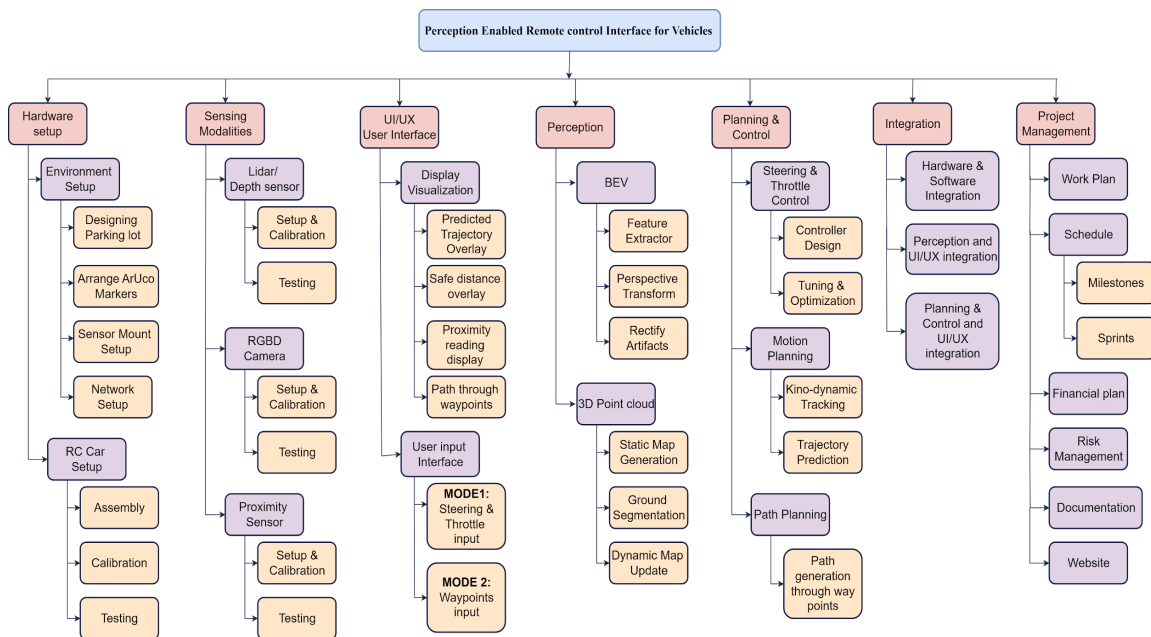 Perception Enabled Remote control Interface for Vehicles
Hardware
setup
Environment
Setup
Designing
Parking lot
Arrange ArUco
Markers
Sensor Mount
Setup
Network
Setup
RC Car
Setup
Assembly
Calibration
Testing
Sensing
Modalities
Lidar/
Depth sensor
Setup &
Calibration
Testing
RGBD
Camera
Setup &
Calibration
Testing
Proximity
Sensor
Setup &
Calibration
Testing
UI/UX
User Interface
Display
Visualization
Predicted
Trajectory
Overlay
Safe distance
overlay
Proximity
reading
display
Path through
waypoints
User input
Interface
MODE1:
Steering &
Throttle
input
MODE 2:
Waypoints
input
Perception
BEV
Feature
Extractor
Perspective
Transform
Rectify
Artifacts
3D Point cloud
Static Map
Generation
Ground
Segmentation
Dynamic Map
Update
Planning &
Control
Steering &
Throttle
Control
Controller
Design
Tuning &
Optimization
Motion
Planning
Kino-dynamic
Tracking
Trajectory
Prediction
Path Planning
Path
generation
through way
points
Integration
Hardware &
Software
Integration
Perception and
UI/UX integration
Planning &
Control and
UI/UX
integration
Project
Management
Work Plan
Schedule
Milestones
Sprints
Financial plan
Risk
Management
Documentation
Website